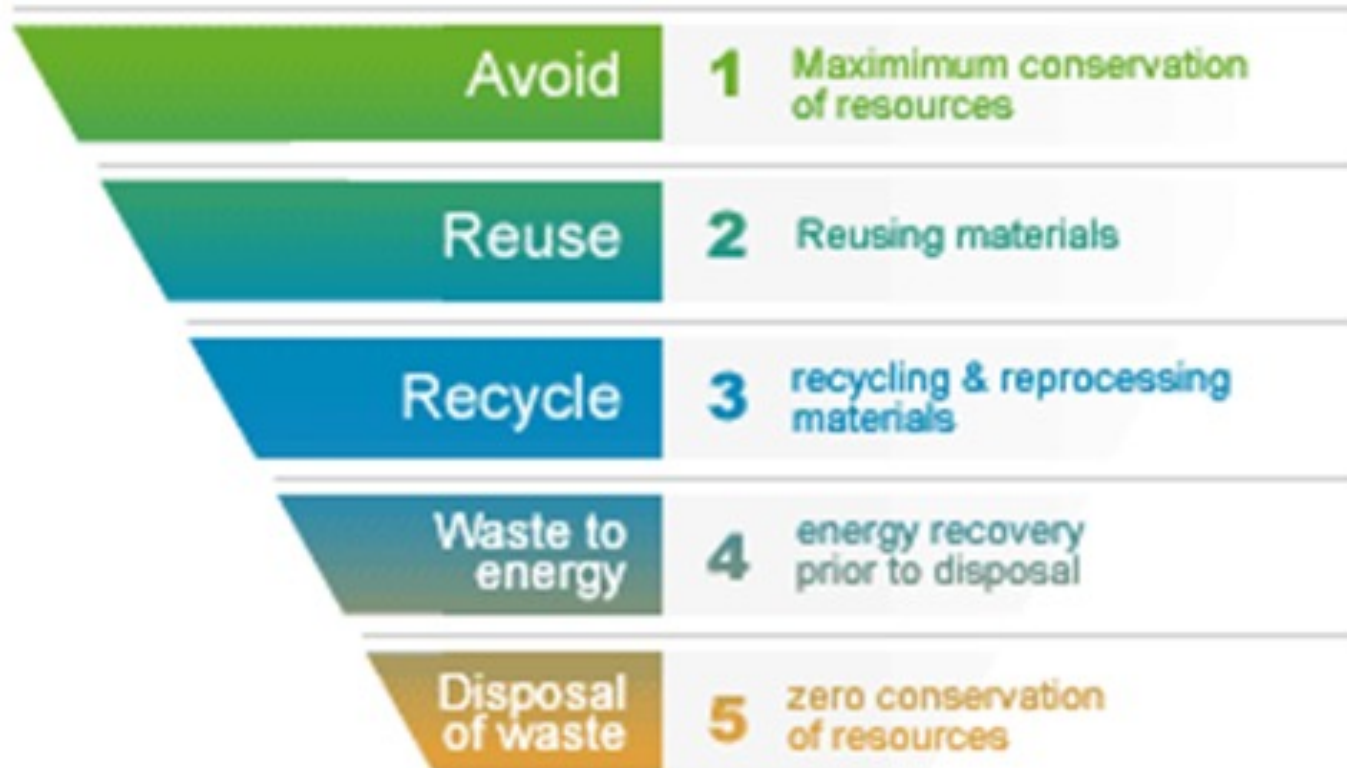 Avoid
1
Maximimum conservation
of resources
Reuse
2
Reusing materials
Recycle
3
recycling & reprocessing
materials
Waste to
energy
4
energy recovery
prior to disposal
Disposal
of waste
5
zero conservation
of resources